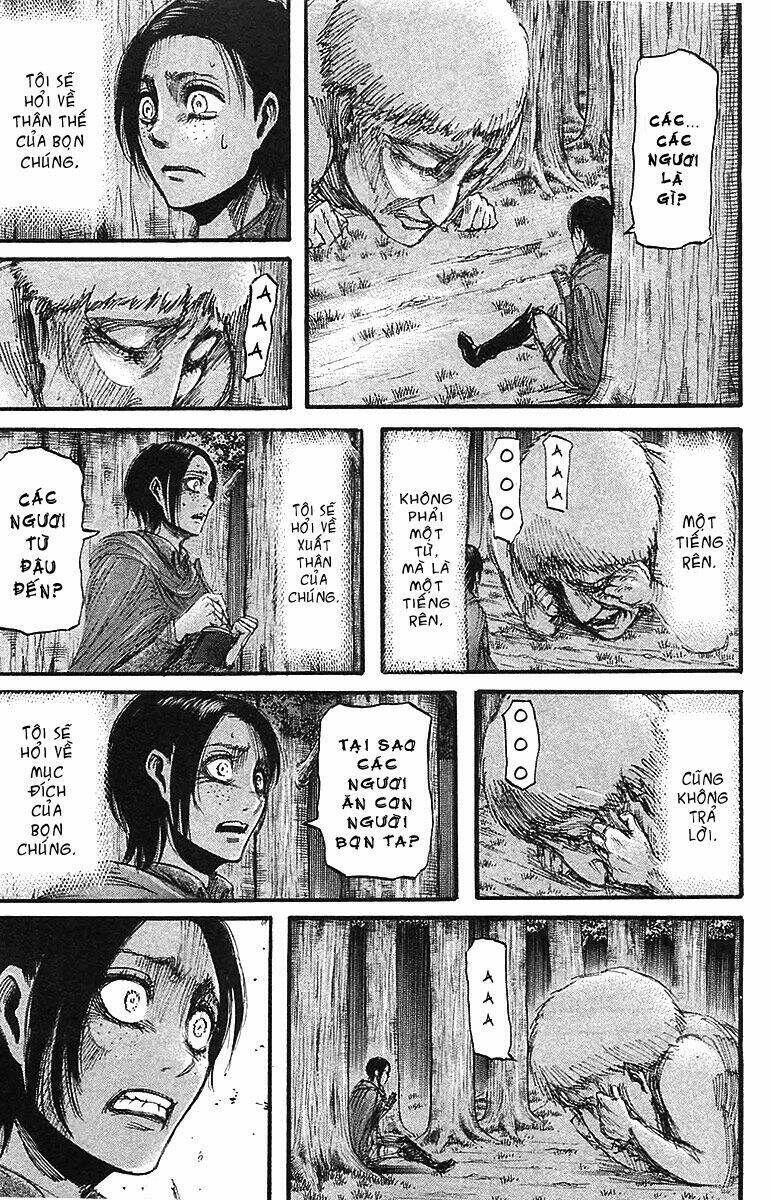 CÁC...
CÁC
NGƯƠI
LÀ
GÌ?
TÔI SẼ
HỎI VỀ
THÂN THẾ
CỦA BỌN
CHÚNG.
A
A
A
MỘT
TIẾNG
RÊN.
A
A
A
O
O
O
KHÔNG
PHẢI
MỘT
TỪ,
MÀ LÀ
MỘT
TIẾNG
RÊN.
TÔI SẼ
HỎI VỀ
XUẤT
THÂN
CỦA
CHÚNG.
CÁC
NGƯƠI
TỪ
ĐÂU
ĐẾN?
CŨNG
KHÔNG
TRẢ
LỜI.
O
O
O
TẠI SAO
CÁC
NGƯƠI
ĂN CON
NGƯỜI
BỌN TA?
TÔI SẼ
HỎI VỀ
MỤC
ĐÍCH
CỦA
BỌN
CHÚNG.
A
A
A